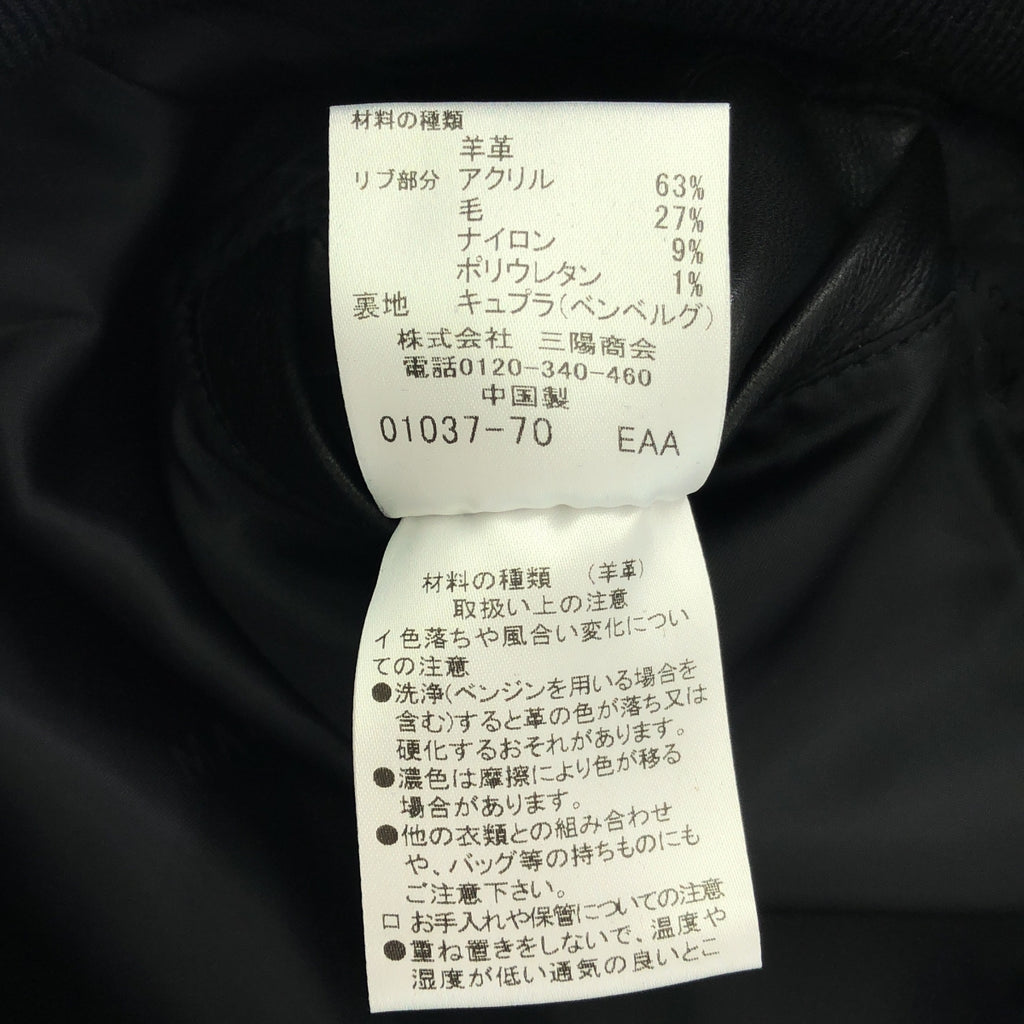 材料の種類
羊革
リブ部分 アクリル 63%
毛 27%
ナイロン 9%
ポリウレタン 1%
裏地 キュプラ(ベンベルグ)
株式会社 三陽商会
電話0120-340-460
中国製
01037-70 EAA
材料の種類 (羊革)
取扱い上の注意
イ 色落ちや風合い変化につい
ての注意
●洗浄(ベンジンを用いる場合を
含む)すると革の色が落ち又は
硬化するおそれがあります。
●濃色は摩擦により色が移る
場合があります。
●他の衣類との組み合わせ
や、バッグ等の持ちものにも
ご注意下さい。
ロ お手入れや保管についての注意
●重ね置きをしないで、温度や
湿度が低い通気の良いとこ